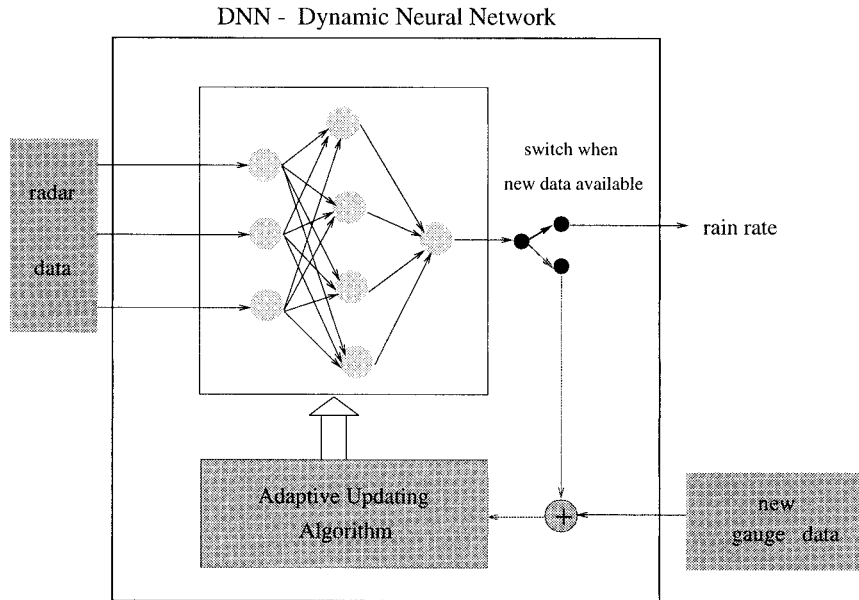 DNN - Dynamic Neural Network
radar
data
switch when
new data available
rain rate
Adaptive Updating
Algorithm
+
new
gauge data